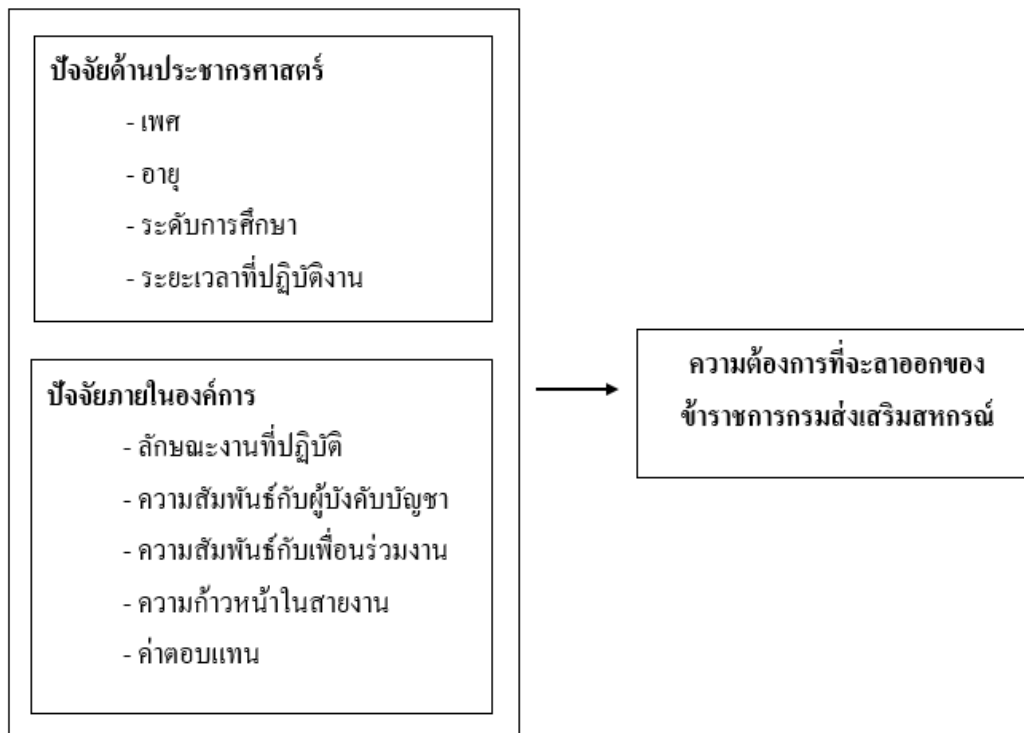 ปัจจัยด้านประชากรศาสตร์
- เพศ
- อายุ
- ระดับการศึกษา
- ระยะเวลาที่ปฏิบัติงาน
ปัจจัยภายในองค์การ
- ลักษณะงานที่ปฏิบัติ
- ความสัมพันธ์กับผู้บังคับบัญชา
- ความสัมพันธ์กับเพื่อนร่วมงาน
- ความก้าวหน้าในสายงาน
- ค่าตอบแทน
ความต้องการที่จะลาออกของ
ข้าราชการกรมส่งเสริมสหกรณ์